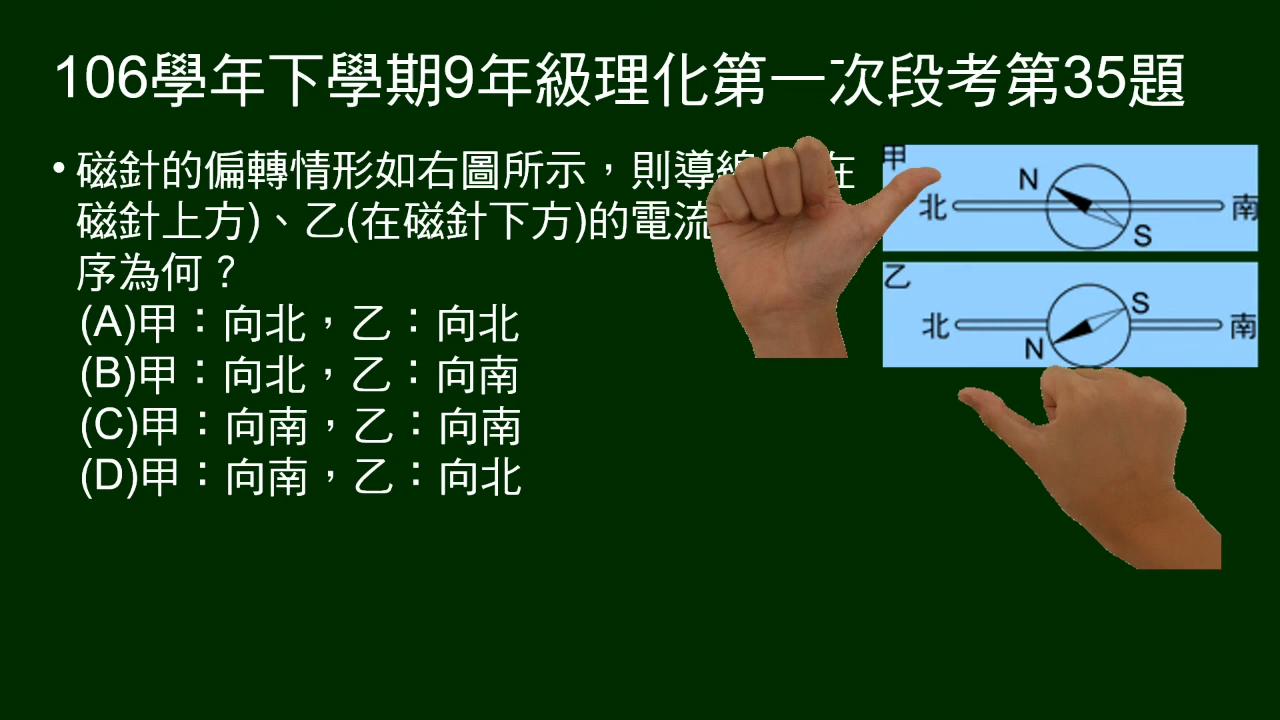 106學年下學期9年級理化第一次段考第35題
• 磁針的偏轉情形如右圖所示，則導線在
磁針上方)、乙(在磁針下方)的電流
序為何？
(A)甲：向北，乙：向北
(B)甲：向北，乙：向南
(C)甲：向南，乙：向南
(D)甲：向南，乙：向北
甲
N
北
南
S
乙
S
北
南
N